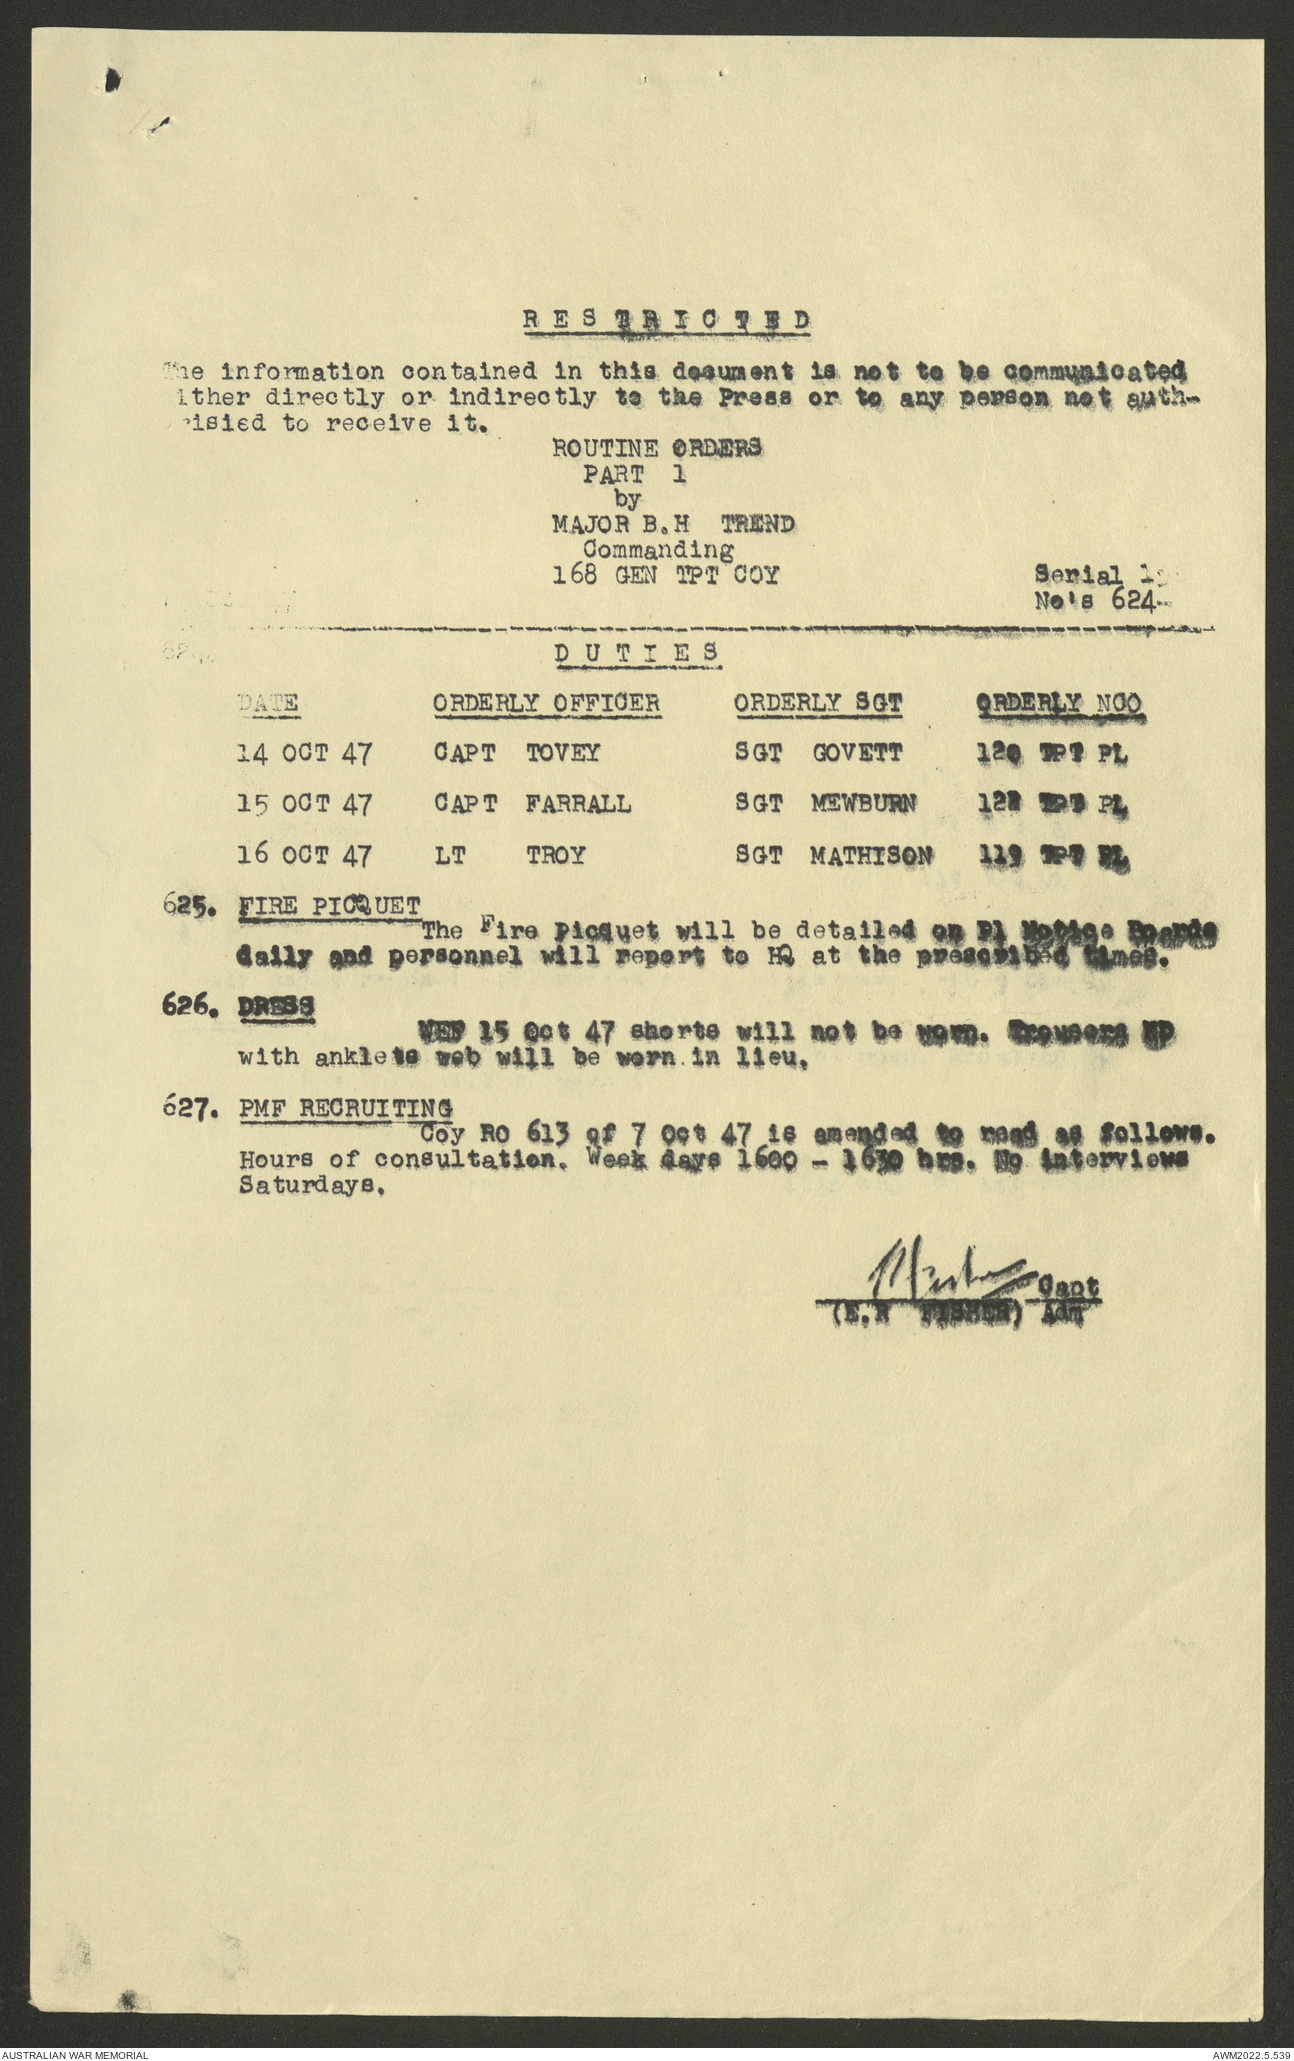 R E S T R I C T E D
The information contained in this document is not to be communicated
ither directly or indirectly to the Press or to any person not auth-
risied to receive it.
ROUTINE ORDERS
PART 1
by
MAJOR B.H TREND
Commanding
168 GEN TPT COY
Serial
No's 624-
624.
D U T I E S
DATE ORDERLY OFFICER ORDERLY SGT ORDERLY NCO
14 OCT 47 CAPT TOVEY SGT GOVETT 120 TPT PL
15 OCT 47 CAPT FARRALL SGT MEWBURN 122 TPT PL
16 OCT 47 LT TROY SGT MATHISON 119 TPT PL
625. FIRE PICQUET
The Fire Picquet will be detailed on Pl Notice Boards
daily and personnel will report to HQ at the prescribed times.
626. DRESS
WEF 15 Oct 47 shorts will not be worn. Trousers
with anklets web will be worn in lieu.
627. PMF RECRUITING
Coy RO 613 of 7 Oct 47 is amended to read as follows.
Hours of consultation. Week days 1600 - 1630 hrs. No interviews
Saturdays.
Capt
(E.R FISHER) Adm
AUSTRALIAN WAR MEMORIAL
AWM2022.5.539